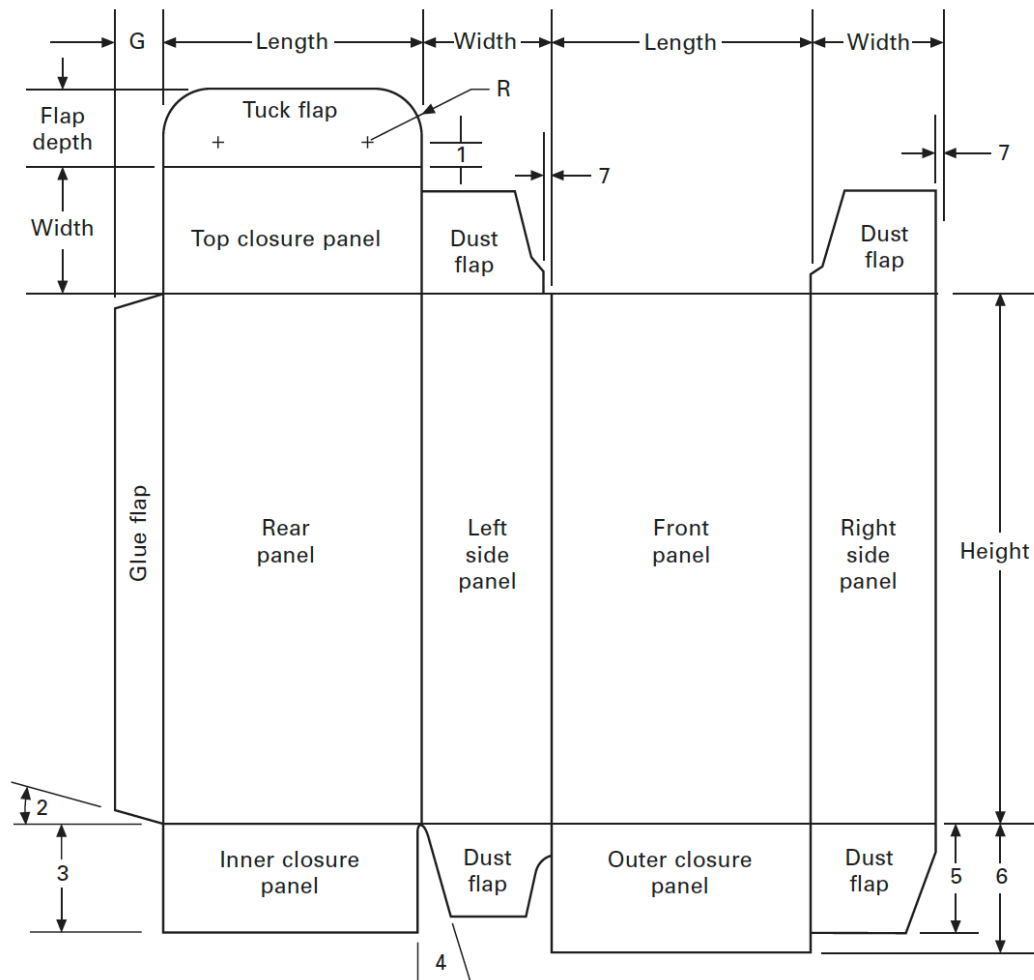 G
Length
Width
Length
Width
R
Tuck flap
Flap
depth
1
7
7
Width
Top closure panel
Dust
flap
Dust
flap
Glue flap
Rear
panel
Left
side
panel
Front
panel
Right
side
panel
Height
2
3
Inner closure
panel
Dust
flap
Outer closure
panel
Dust
flap
5
6
4